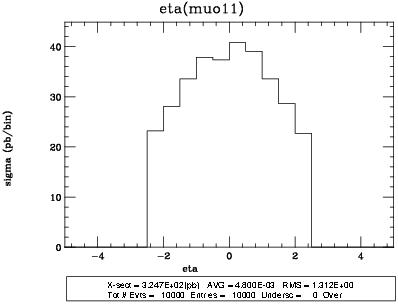 eta(muo11)
40
30
20
10
0
sigma (pb/bin)
-4 -2 0 2 4
eta
X-sect = 3.247E+02(pb) AVG = 4.800E-03 RMS = 1.312E+00
Tot # Evts = 10000 Entries = 10000 Undersc = 0 Over